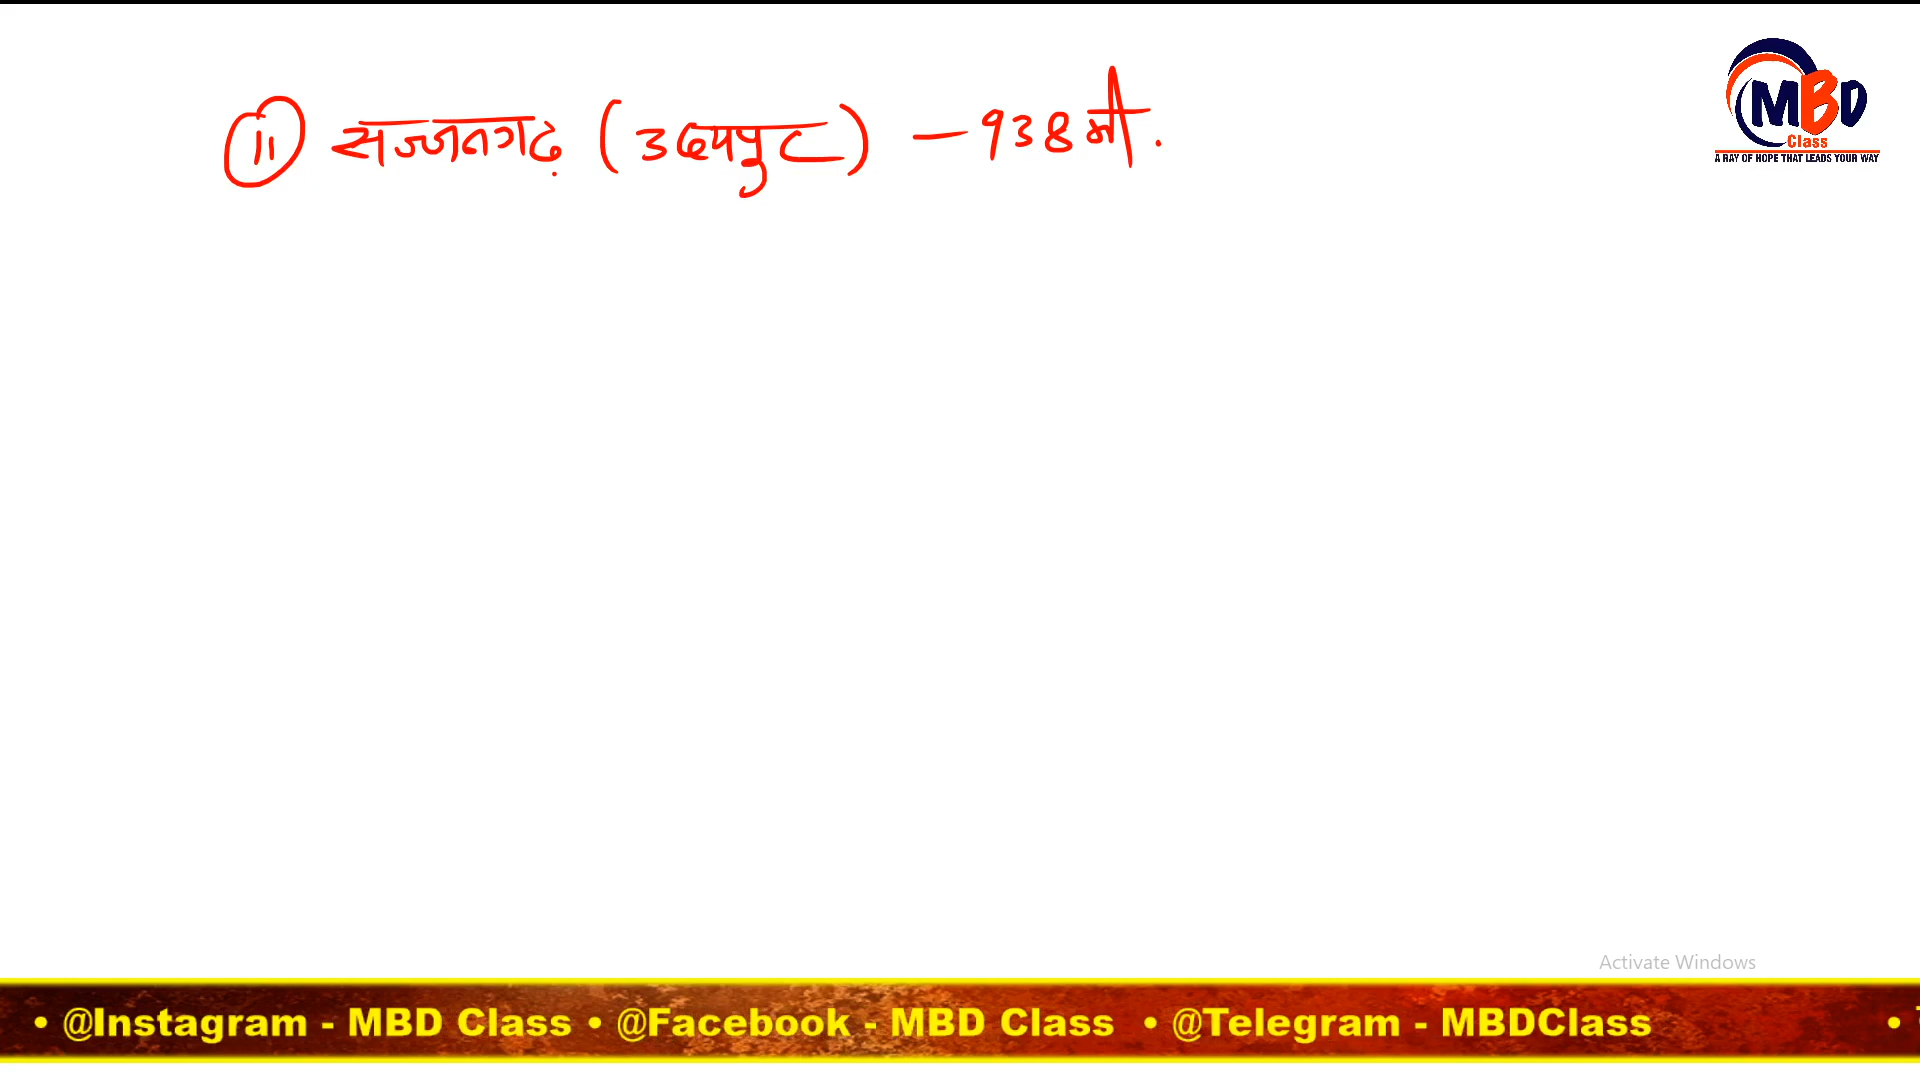 11 सज्जनगढ़ (उदयपुर) – 938 मी.
MBD
Class
A RAY OF HOPE THAT LEADS YOUR WAY
Activate Windows
• @Instagram - MBD Class • @Facebook - MBD Class • @Telegram - MBDClass •